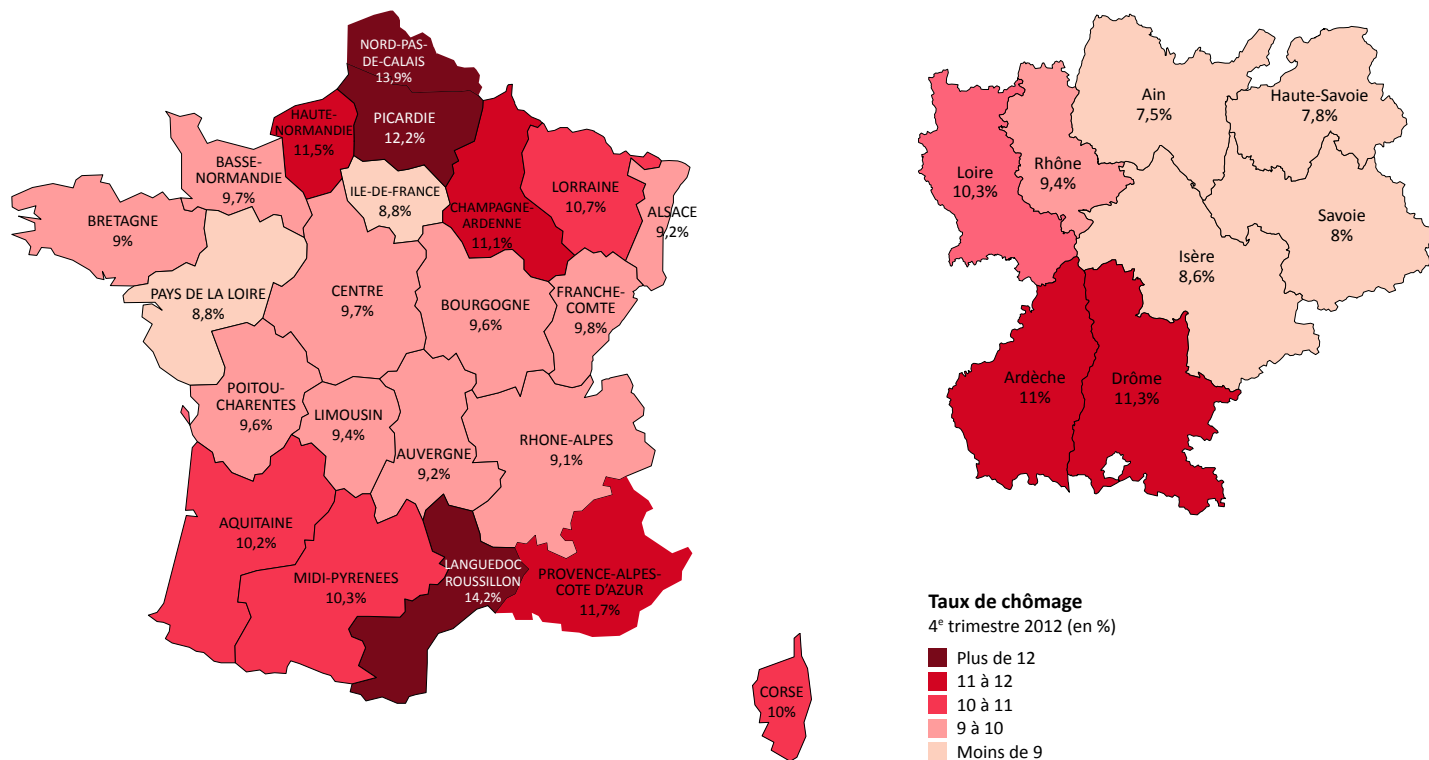 NORD-PAS-
DE-CALAIS
13,9%
PICARDIE
12,2%
HAUTE-
NORMANDIE
11,5%
BASSE-
NORMANDIE
9,7%
ILE-DE-FRANCE
8,8%
CHAMPAGNE-
ARDENNE
11,1%
LORRAINE
10,7%
ALSACE
9,2%
BRETAGNE
9%
PAYS DE LA LOIRE
8,8%
CENTRE
9,7%
BOURGOGNE
9,6%
FRANCHE-
COMTE
9,8%
POITOU-
CHARENTES
9,6%
LIMOUSIN
9,4%
AUVERGNE
9,2%
RHONE-ALPES
9,1%
AQUITAINE
10,2%
MIDI-PYRENEES
10,3%
LANGUEDOC
ROUSSILLON
14,2%
PROVENCE-ALPES-
COTE D'AZUR
11,7%
CORSE
10%
Ain
7,5%
Haute-Savoie
7,8%
Loire
10,3%
Rhône
9,4%
Savoie
8%
Isère
8,6%
Ardèche
11%
Drôme
11,3%
Taux de chômage
4e trimestre 2012 (en %)
Plus de 12
11 à 12
10 à 11
9 à 10
Moins de 9